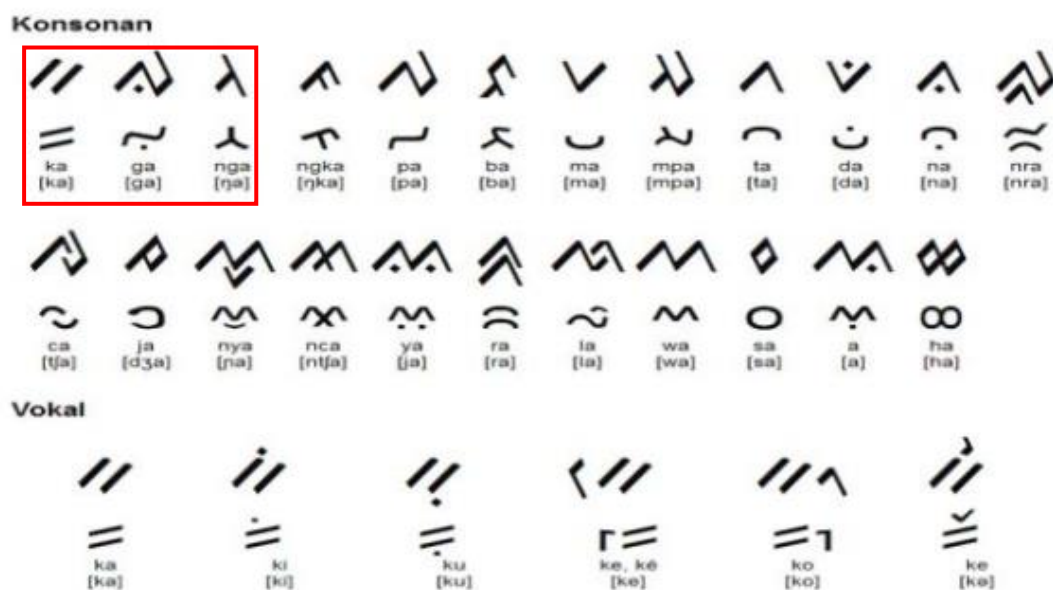 Konsonan
ᨀ ᨁ ᨂ ᨃ ᨄ ᨅ ᨆ ᨇ ᨈ ᨉ ᨊ ᨋ
ᨀ ᨁ ᨂ ᨃ ᨄ ᨅ ᨆ ᨇ ᨈ ᨉ ᨊ ᨋ
ka ga nga ngka pa ba ma mpa ta da na nra
[ka] [ga] [ŋa] [ŋka] [pa] [ba] [ma] [mpa] [ta] [da] [na] [nra]
ᨌ ᨍ ᨎ ᨏ ᨐ ᨑ ᨒ ᨓ ᨔ ᨕ ᨖ
ᨌ ᨍ ᨎ ᨏ ᨐ ᨑ ᨒ ᨓ ᨔ ᨕ ᨖ
ca ja nya nca ya ra la wa sa a ha
[tʃa] [dʒa] [ɲa] [ntʃa] [ja] [ra] [la] [wa] [sa] [a] [ha]
Vokal
ᨀ ᨀᨗ ᨀᨘ ᨀᨙ ᨀᨚ ᨀᨛ
ᨀ ᨀᨗ ᨀᨘ ᨀᨙ ᨀᨚ ᨀᨛ
ka ki ku ke, ké ko ke
[ka] [ki] [ku] [ke] [ko] [kə]